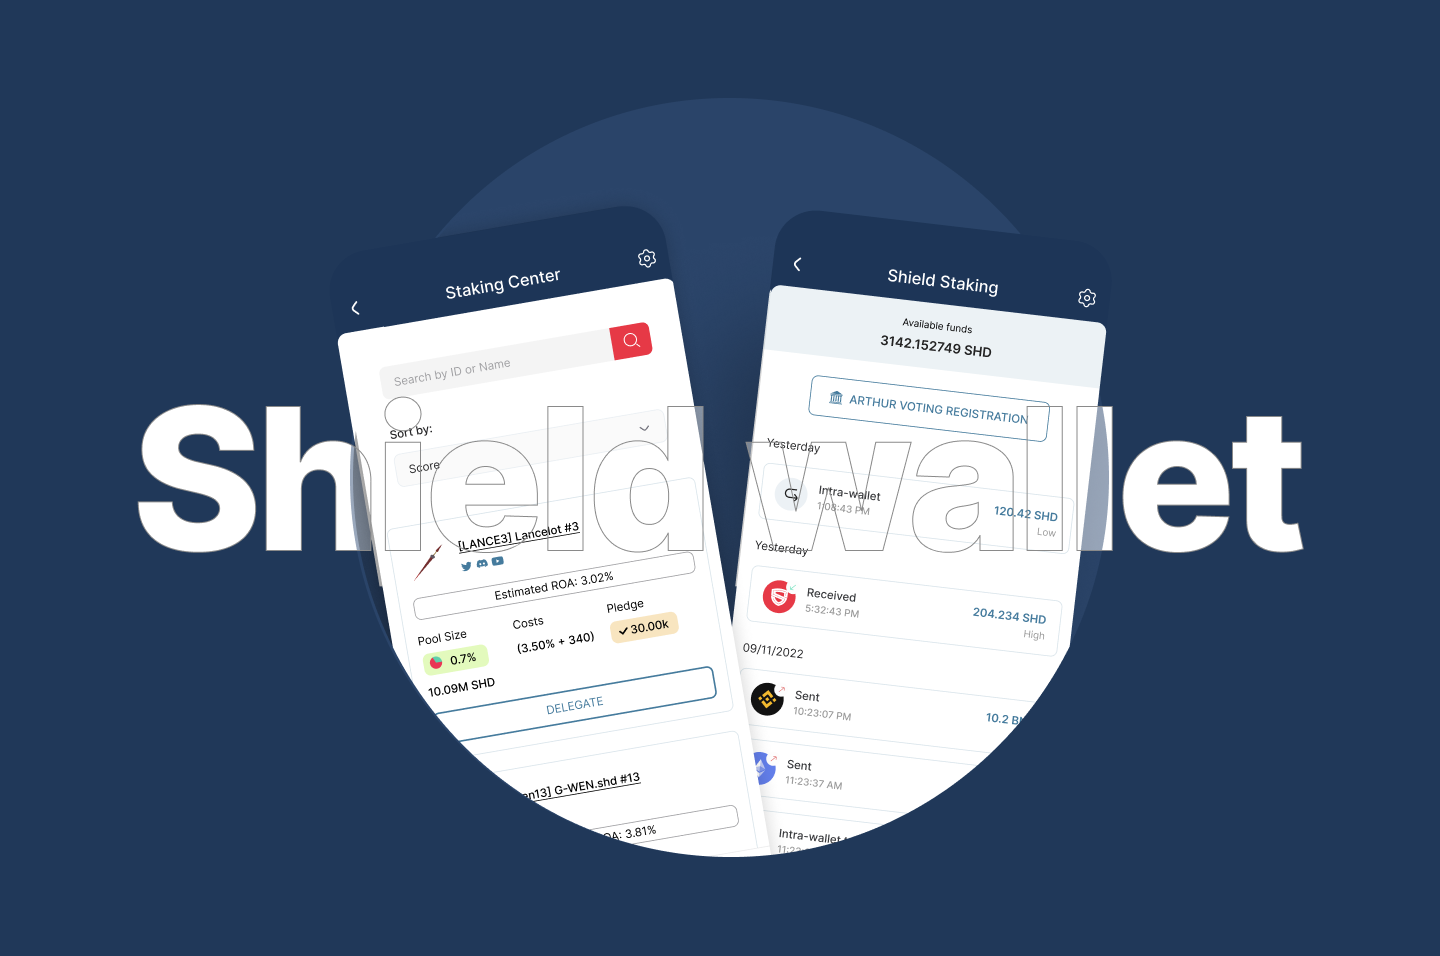 Shield wallet
Staking Center
Search by ID or Name
Sort by:
Score
[LANCE3] Lancelot #3
Estimated ROA: 3.02%
Pool Size
Costs
Pledge
0.7%
(3.50% + 340)
30.00k
10.09M SHD
DELEGATE
G-WEN.shd #13
3.81%
Shield Staking
Available funds
3142.152749 SHD
ARTHUR VOTING REGISTRATION
Yesterday
Intra-wallet
1:08:43 PM
120.42 SHD
Low
Yesterday
Received
5:32:43 PM
204.234 SHD
High
09/11/2022
Sent
10:23:07 PM
10.2
Sent
11:23:37 AM
Intra-wallet